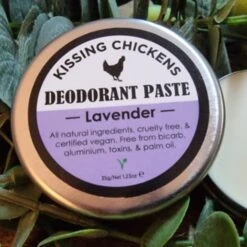 KISSING CHICKENS
DEODORANT PASTE
— Lavender —
All natural ingredients, cruelty free, &
certified vegan. Free from bicarb,
aluminium, toxins, & palm oil.
35g/Net 1.23oz ℮